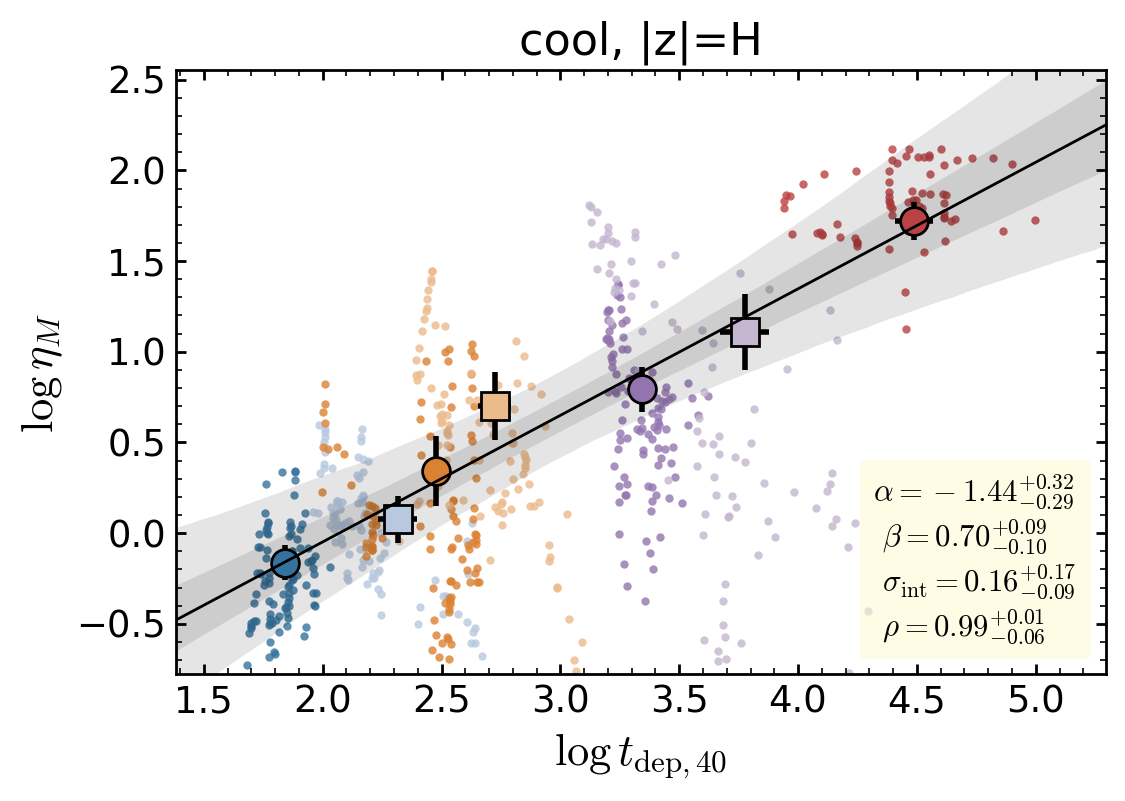 cool, |z|=H
log η_M
2.5
2.0
1.5
1.0
0.5
0.0
−0.5
α = −1.44^{+0.32}_{−0.29}
β = 0.70^{+0.09}_{−0.10}
σ_int = 0.16^{+0.17}_{−0.09}
ρ = 0.99^{+0.01}_{−0.06}
1.5 2.0 2.5 3.0 3.5 4.0 4.5 5.0
log t_{dep, 40}